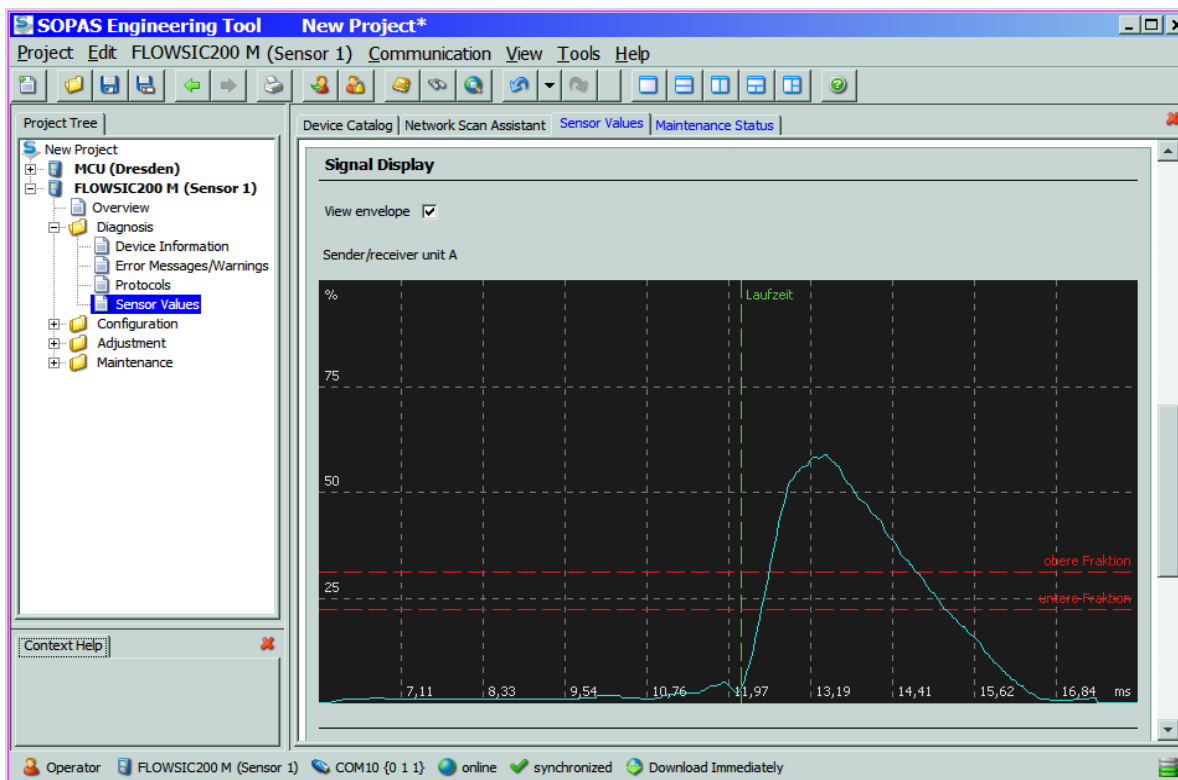 SOPAS Engineering Tool New Project*
Project Edit FLOWSIC200 M (Sensor 1) Communication View Tools Help
Project Tree
New Project
MCU (Dresden)
FLOWSIC200 M (Sensor 1)
Overview
Diagnosis
Device Information
Error Messages/Warnings
Protocols
Sensor Values
Configuration
Adjustment
Maintenance
Context Help
Device Catalog Network Scan Assistant Sensor Values Maintenance Status
Signal Display
View envelope
Sender/receiver unit A
%
Laufzeit
75
50
obere Fraktion
25
untere Fraktion
7,11 8,33 9,54 10,76 11,97 13,19 14,41 15,62 16,84 ms
Operator FLOWSIC200 M (Sensor 1) COM10 {0 1 1} online synchronized Download Immediately